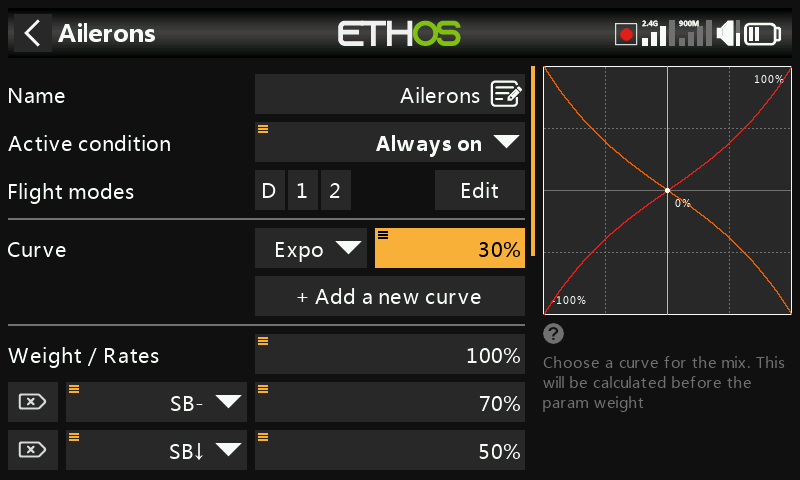 Ailerons
ETHOS
2.4G
900M
Name
Ailerons
Active condition
Always on
Flight modes
D 1 2
Edit
Curve
Expo
30%
+ Add a new curve
Weight / Rates
100%
SB-
70%
SB↓
50%
100%
0%
-100%
?
Choose a curve for the mix. This
will be calculated before the
param weight